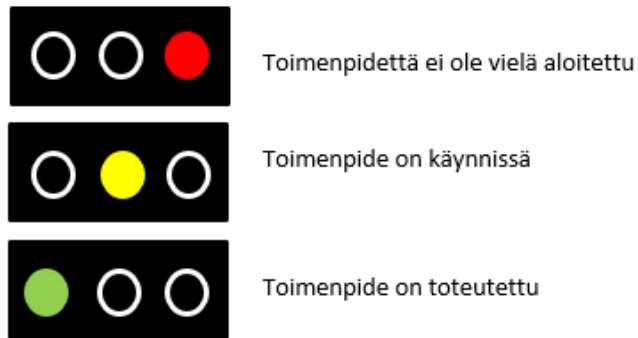 Toimenpidettä ei ole vielä aloitettu
Toimenpide on käynnissä
Toimenpide on toteutettu